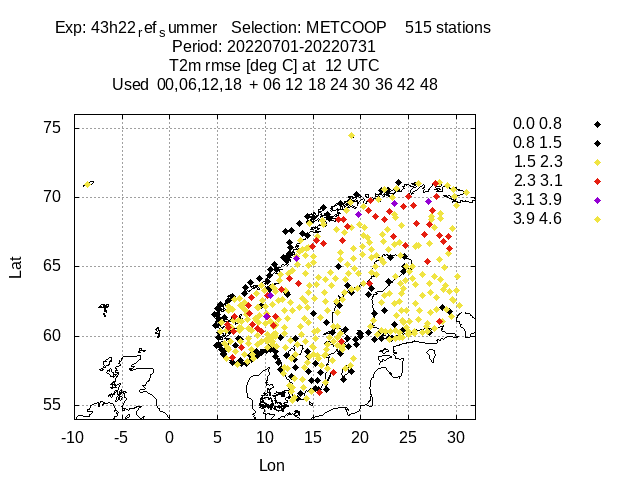 Exp: 43h22refsummer Selection: METCOOP 515 stations
Period: 20220701-20220731
T2m rmse [deg C] at 12 UTC
Used 00,06,12,18 + 06 12 18 24 30 36 42 48
75
70
65
60
55
Lat
-10 -5 0 5 10 15 20 25 30
Lon
0.0 0.8
0.8 1.5
1.5 2.3
2.3 3.1
3.1 3.9
3.9 4.6